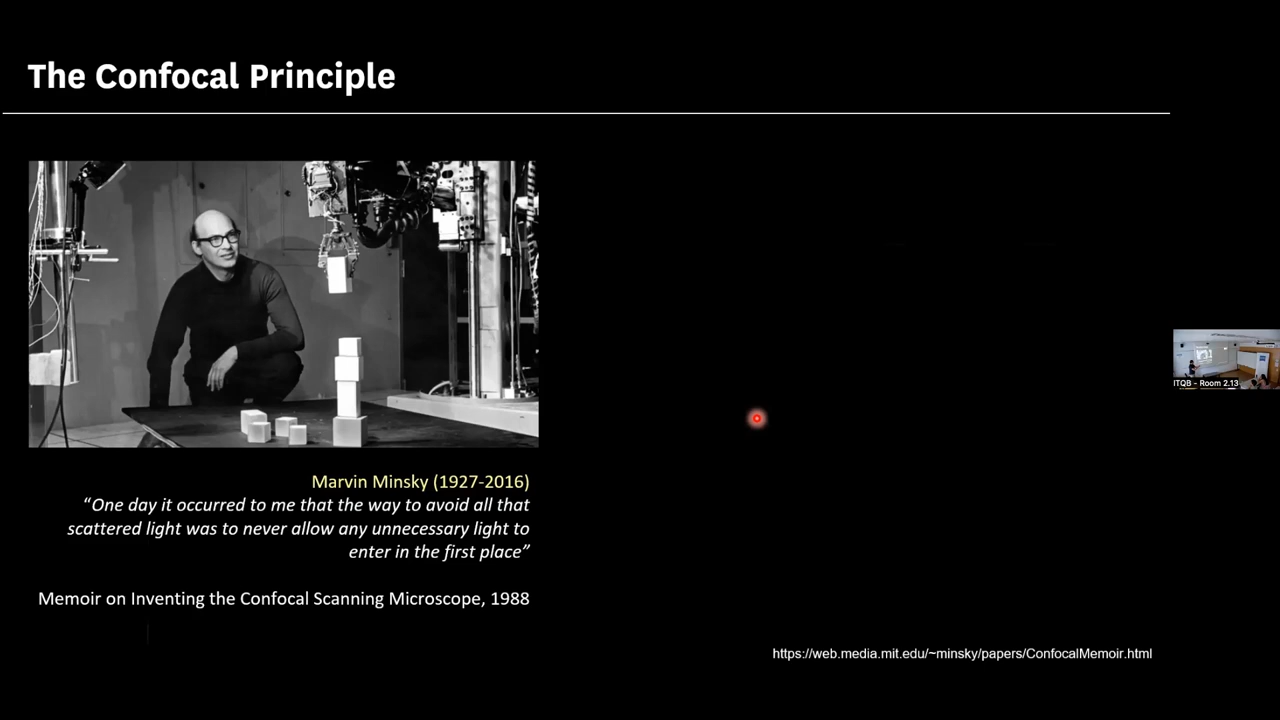 The Confocal Principle
Marvin Minsky (1927-2016)
“One day it occurred to me that the way to avoid all that
scattered light was to never allow any unnecessary light to
enter in the first place”
Memoir on Inventing the Confocal Scanning Microscope, 1988
https://web.media.mit.edu/~minsky/papers/ConfocalMemoir.html
ITQB - Room 2.13